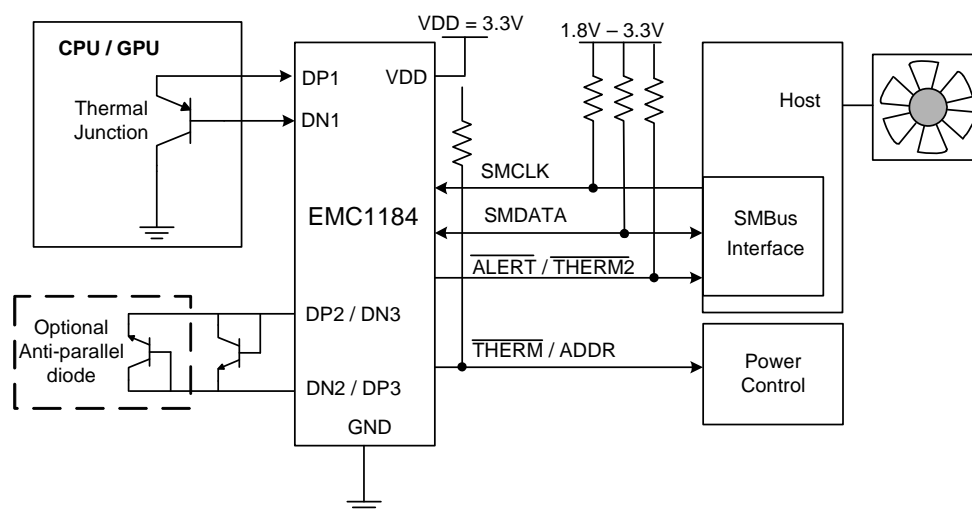 VDD = 3.3V
1.8V – 3.3V
CPU / GPU
Thermal
Junction
DP1
DN1
VDD
EMC1184
SMCLK
SMDATA
ALERT / THERM2
Host
SMBus
Interface
Optional
Anti-parallel
diode
DP2 / DN3
DN2 / DP3
GND
THERM / ADDR
Power
Control